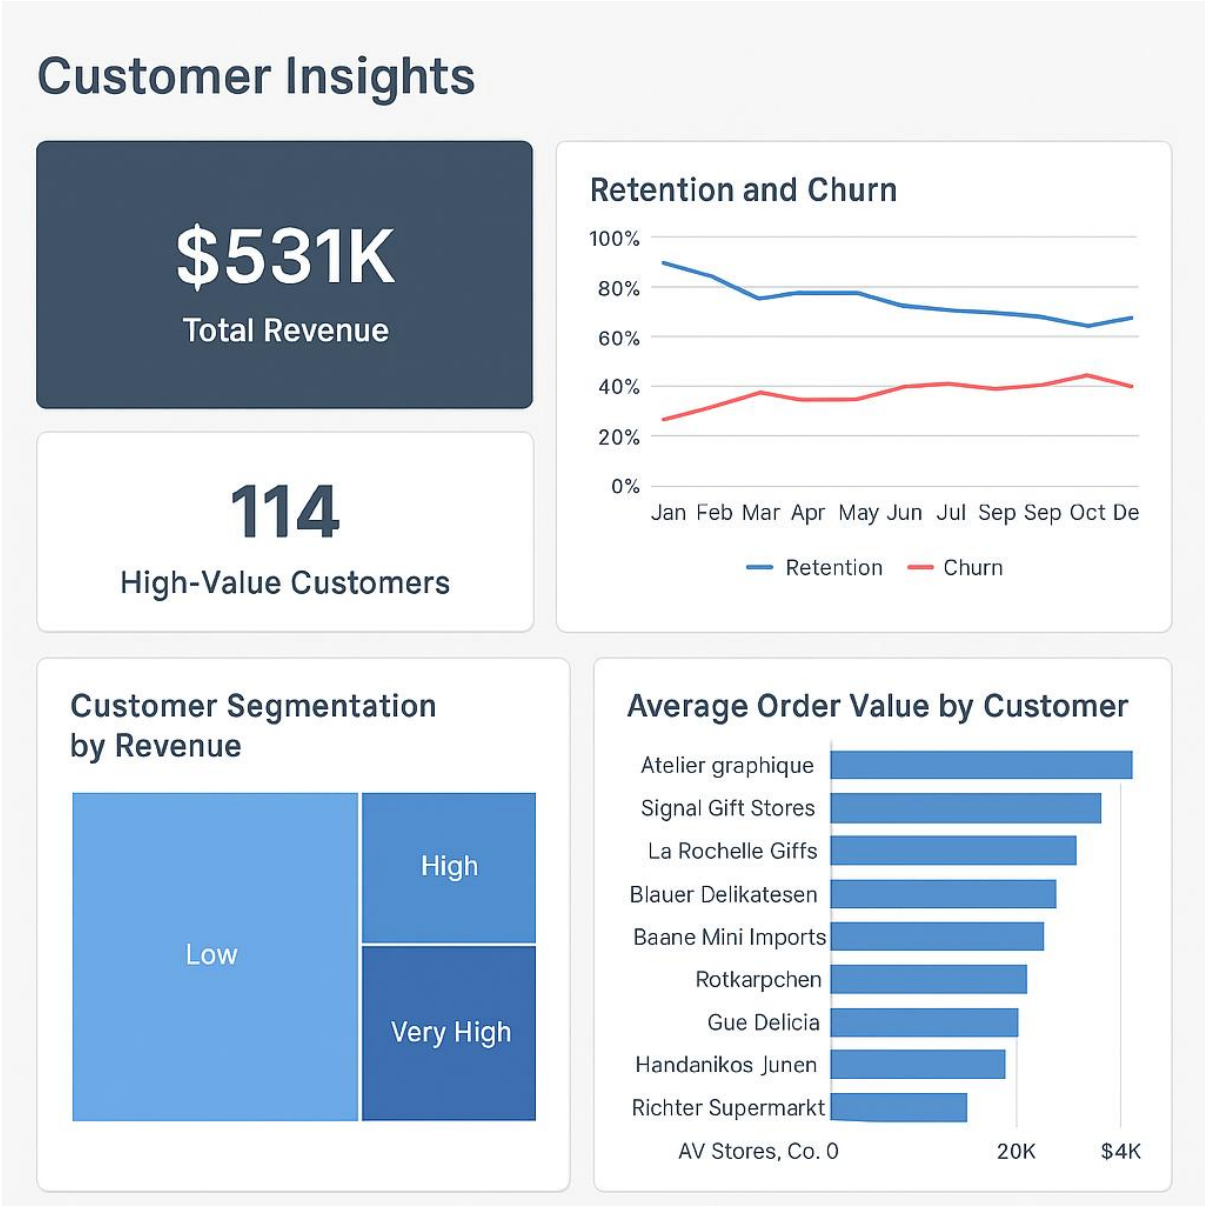 Customer Insights
$531K
Total Revenue
114
High-Value Customers
Retention and Churn
100%
80%
60%
40%
20%
0%
Jan Feb Mar Apr May Jun Jul Sep Sep Oct De
Retention Churn
Customer Segmentation
by Revenue
Low
High
Very High
Average Order Value by Customer
Atelier graphique
Signal Gift Stores
La Rochelle Giffs
Blauer Delikatesen
Baane Mini Imports
Rotkarpchen
Gue Delicia
Handanikos Junen
Richter Supermarkt
AV Stores, Co. 0 20K $4K